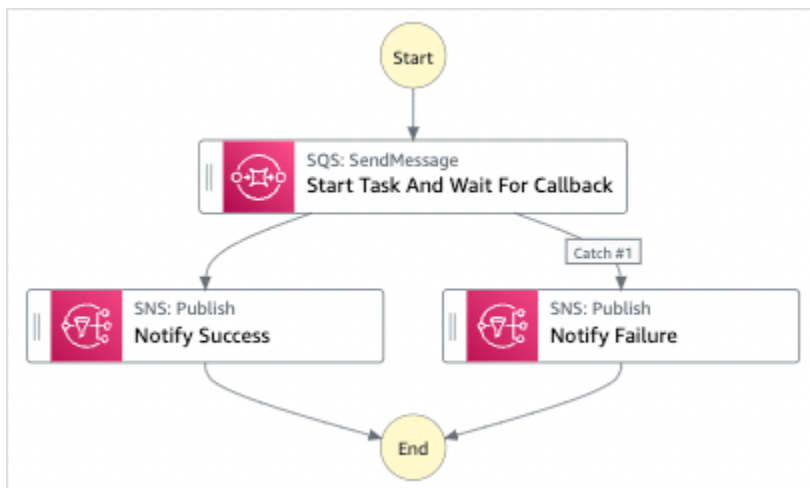 Start
SQS: SendMessage
Start Task And Wait For Callback
Catch #1
SNS: Publish
Notify Success
SNS: Publish
Notify Failure
End